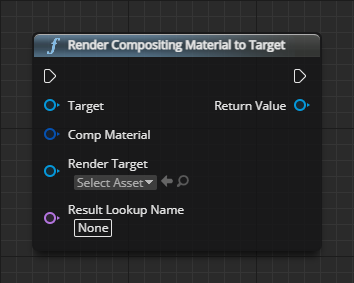 f Render Compositing Material to Target
Target
Return Value
Comp Material
Render Target
Select Asset
Result Lookup Name
None